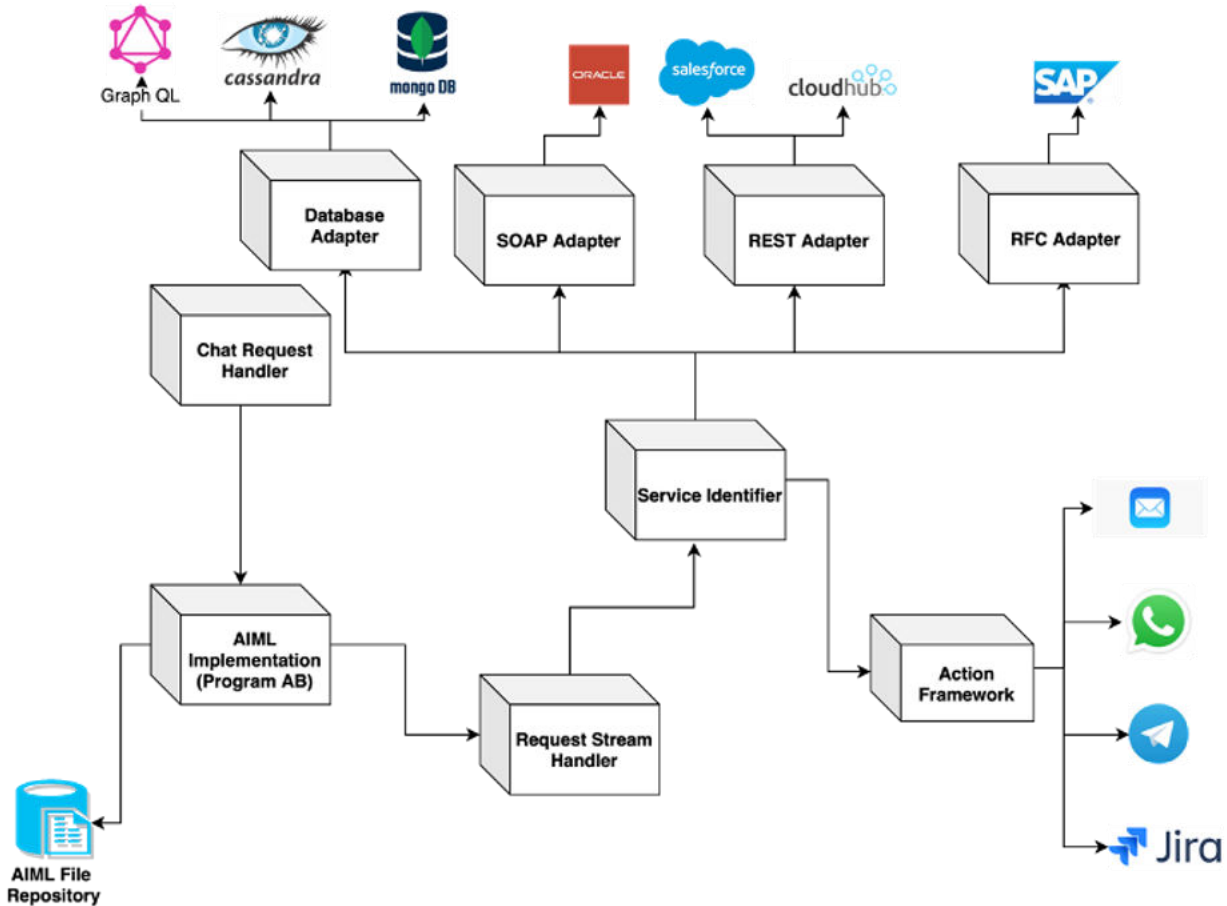 Graph QL
cassandra
mongo DB
ORACLE
salesforce
cloudhub
SAP
Database
Adapter
SOAP Adapter
REST Adapter
RFC Adapter
Chat Request
Handler
Service Identifier
AIML
Implementation
(Program AB)
Request Stream
Handler
Action
Framework
Jira
AIML File
Repository